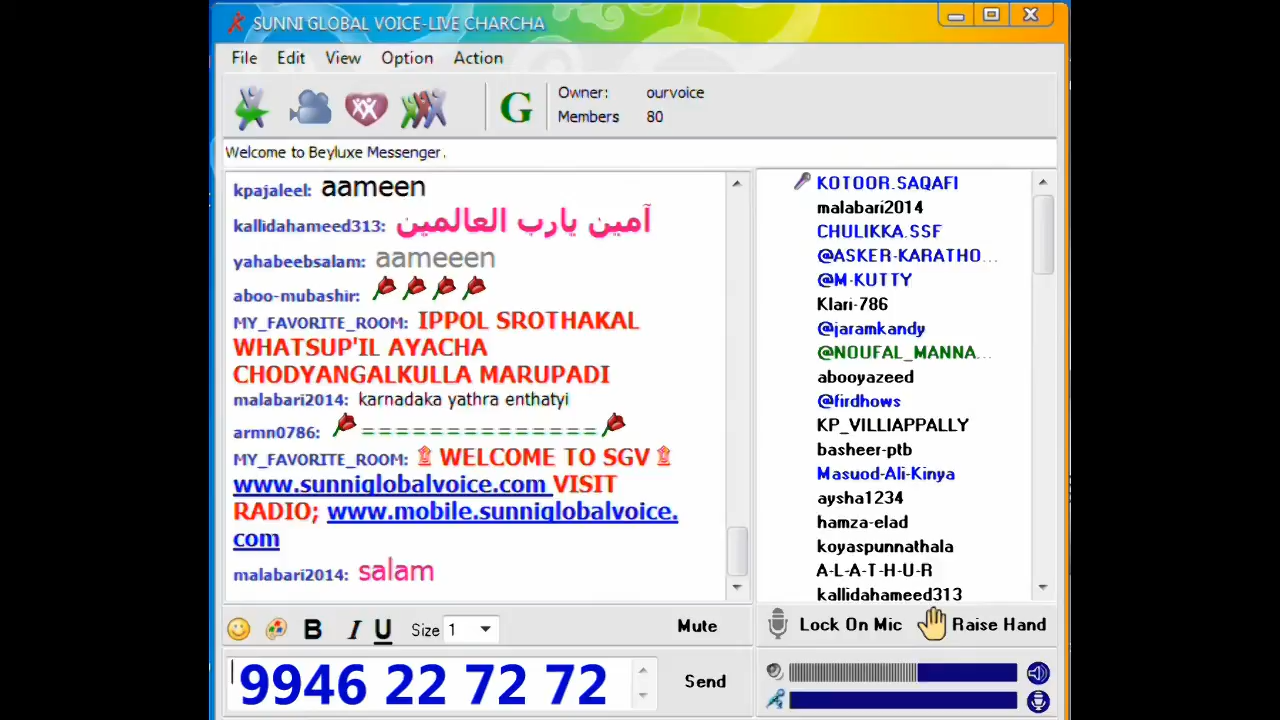 SUNNI GLOBAL VOICE-LIVE CHARCHA
File Edit View Option Action
G
Owner: ourvoice
Members 80
Welcome to Beyluxe Messenger.
kpajaleel: aameen
kallidahameed313: آمين يارب العالمين
yahabeebsalam: aameeen
aboo-mubashir:
MY_FAVORITE_ROOM: IPPOL SROTHAKAL
WHATSUP'IL AYACHA
CHODYANGALKULLA MARUPADI
malabari2014: karnadaka yathra enthatyi
armn0786: ==============
MY_FAVORITE_ROOM: ۩ WELCOME TO SGV ۩
www.sunniglobalvoice.com VISIT
RADIO; www.mobile.sunniglobalvoice.
com
malabari2014: salam
KOTOOR.SAQAFI
malabari2014
CHULIKKA.SSF
@ASKER-KARATHO...
@M-KUTTY
Klari-786
@jaramkandy
@NOUFAL_MANNA...
abooyazeed
@firdhows
KP_VILLIAPPALLY
basheer-ptb
Masuod-Ali-Kinya
aysha1234
hamza-elad
koyaspunnathala
A-L-A-T-H-U-R
kallidahameed313
B I U Size 1 Mute
Lock On Mic Raise Hand
9946 22 72 72
Send